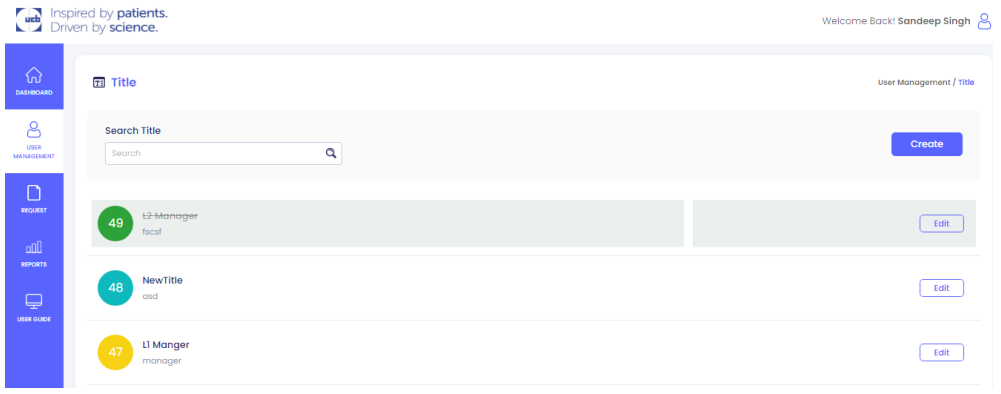 ucb
Inspired by patients.
Driven by science.
Welcome Back! Sandeep Singh
DASHBOARD
USER
MANAGEMENT
REQUEST
REPORTS
USER GUIDE
Title
User Management / Title
Search Title
Search
Create
49
L2 Manager
fscsf
Edit
48
NewTitle
asd
Edit
47
L1 Manger
manager
Edit